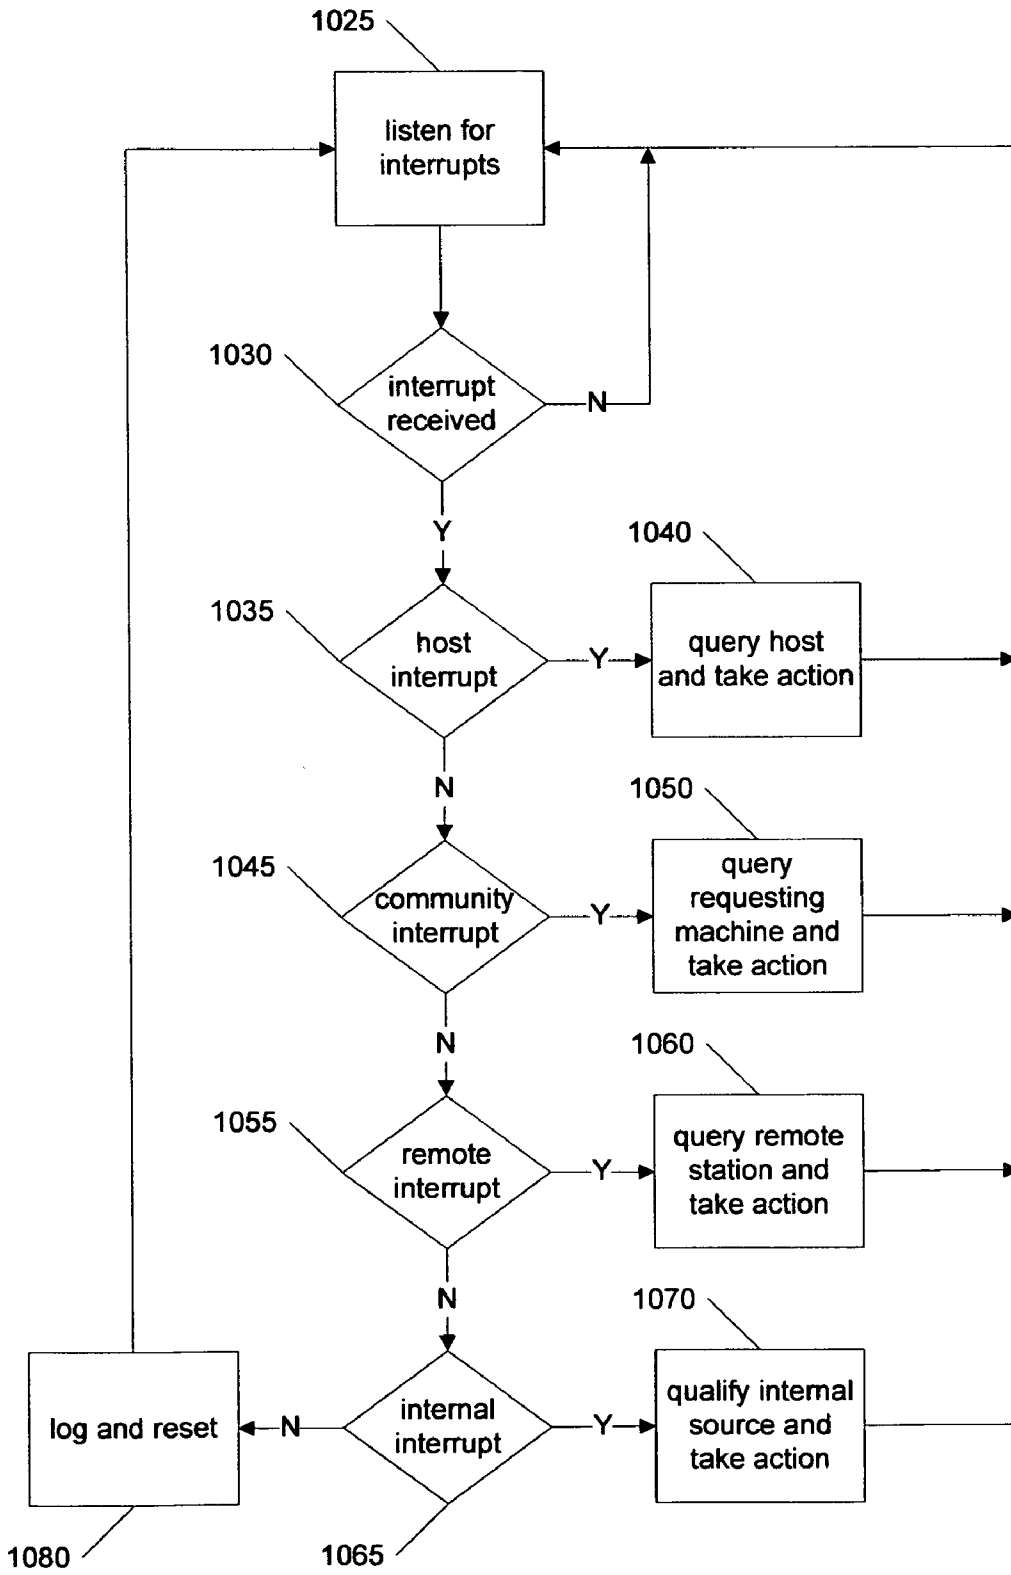 1025
listen for
interrupts
1030
interrupt
received
N
Y
1040
1035
host
interrupt
Y
query host
and take action
N
1050
1045
community
interrupt
Y
query
requesting
machine and
take action
N
1060
1055
remote
interrupt
Y
query remote
station and
take action
N
1070
log and reset
N
internal
interrupt
Y
qualify internal
source and
take action
1080
1065